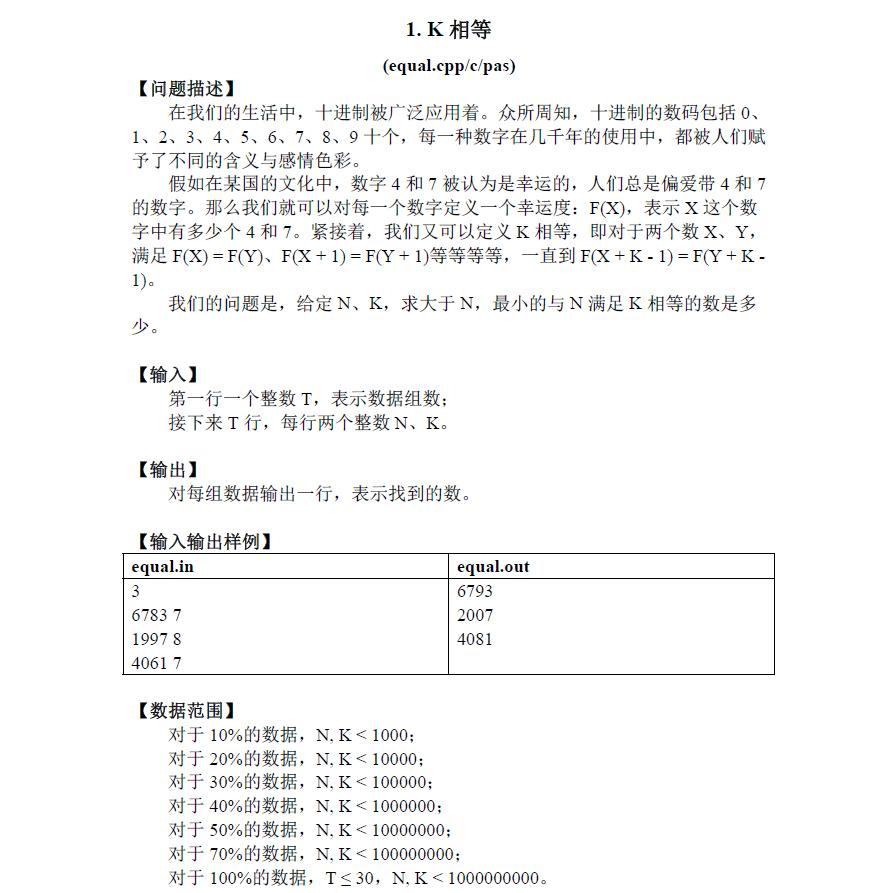 1. K 相等
(equal.cpp/c/pas)
【问题描述】
在我们的生活中，十进制被广泛应用着。众所周知，十进制的数码包括 0、
1、2、3、4、5、6、7、8、9 十个，每一种数字在几千年的使用中，都被人们赋
予了不同的含义与感情色彩。
假如在某国的文化中，数字 4 和 7 被认为是幸运的，人们总是偏爱带 4 和 7
的数字。那么我们就可以对每一个数字定义一个幸运度：F(X)，表示 X 这个数
字中有多少个 4 和 7。紧接着，我们又可以定义 K 相等，即对于两个数 X、Y，
满足 F(X) = F(Y)、F(X + 1) = F(Y + 1)等等等等，一直到 F(X + K - 1) = F(Y + K -
1)。
我们的问题是，给定 N、K，求大于 N，最小的与 N 满足 K 相等的数是多
少。
【输入】
第一行一个整数 T，表示数据组数；
接下来 T 行，每行两个整数 N、K。
【输出】
对每组数据输出一行，表示找到的数。
【输入输出样例】
equal.in equal.out
3 6793
6783 7 2007
1997 8 4081
4061 7
【数据范围】
对于 10%的数据，N, K < 1000；
对于 20%的数据，N, K < 10000；
对于 30%的数据，N, K < 100000；
对于 40%的数据，N, K < 1000000；
对于 50%的数据，N, K < 10000000；
对于 70%的数据，N, K < 100000000；
对于 100%的数据，T ≤ 30，N, K < 1000000000。